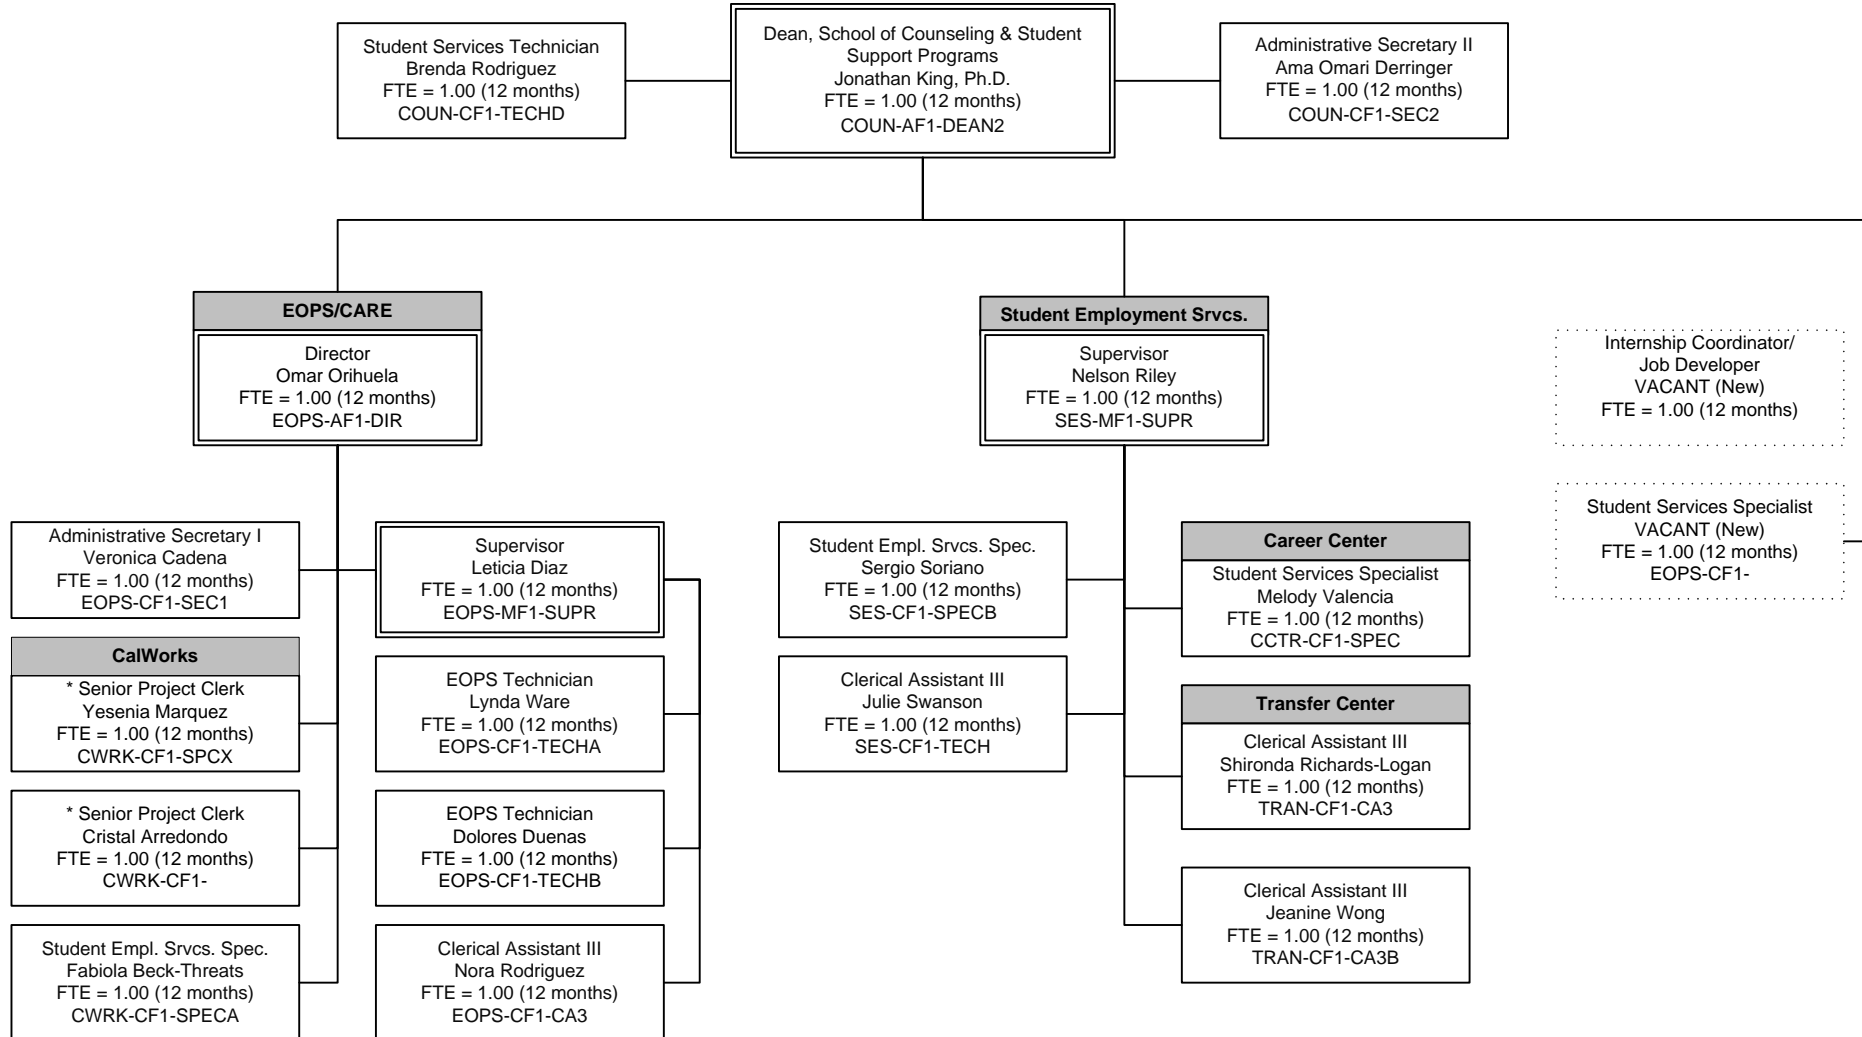 Student Services Technician
Brenda Rodriguez
FTE = 1.00 (12 months)
COUN-CF1-TECHD
Dean, School of Counseling & Student
Support Programs
Jonathan King, Ph.D.
FTE = 1.00 (12 months)
COUN-AF1-DEAN2
Administrative Secretary II
Ama Omari Derringer
FTE = 1.00 (12 months)
COUN-CF1-SEC2
EOPS/CARE
Director
Omar Orihuela
FTE = 1.00 (12 months)
EOPS-AF1-DIR
Administrative Secretary I
Veronica Cadena
FTE = 1.00 (12 months)
EOPS-CF1-SEC1
CalWorks
* Senior Project Clerk
Yesenia Marquez
FTE = 1.00 (12 months)
CWRK-CF1-SPCX
* Senior Project Clerk
Cristal Arredondo
FTE = 1.00 (12 months)
CWRK-CF1-
Student Empl. Srvcs. Spec.
Fabiola Beck-Threats
FTE = 1.00 (12 months)
CWRK-CF1-SPECA
Supervisor
Leticia Diaz
FTE = 1.00 (12 months)
EOPS-MF1-SUPR
EOPS Technician
Lynda Ware
FTE = 1.00 (12 months)
EOPS-CF1-TECHA
EOPS Technician
Dolores Duenas
FTE = 1.00 (12 months)
EOPS-CF1-TECHB
Clerical Assistant III
Nora Rodriguez
FTE = 1.00 (12 months)
EOPS-CF1-CA3
Student Employment Srvcs.
Supervisor
Nelson Riley
FTE = 1.00 (12 months)
SES-MF1-SUPR
Student Empl. Srvcs. Spec.
Sergio Soriano
FTE = 1.00 (12 months)
SES-CF1-SPECB
Clerical Assistant III
Julie Swanson
FTE = 1.00 (12 months)
SES-CF1-TECH
Career Center
Student Services Specialist
Melody Valencia
FTE = 1.00 (12 months)
CCTR-CF1-SPEC
Transfer Center
Clerical Assistant III
Shironda Richards-Logan
FTE = 1.00 (12 months)
TRAN-CF1-CA3
Clerical Assistant III
Jeanine Wong
FTE = 1.00 (12 months)
TRAN-CF1-CA3B
Internship Coordinator/
Job Developer
VACANT (New)
FTE = 1.00 (12 months)
Student Services Specialist
VACANT (New)
FTE = 1.00 (12 months)
EOPS-CF1-